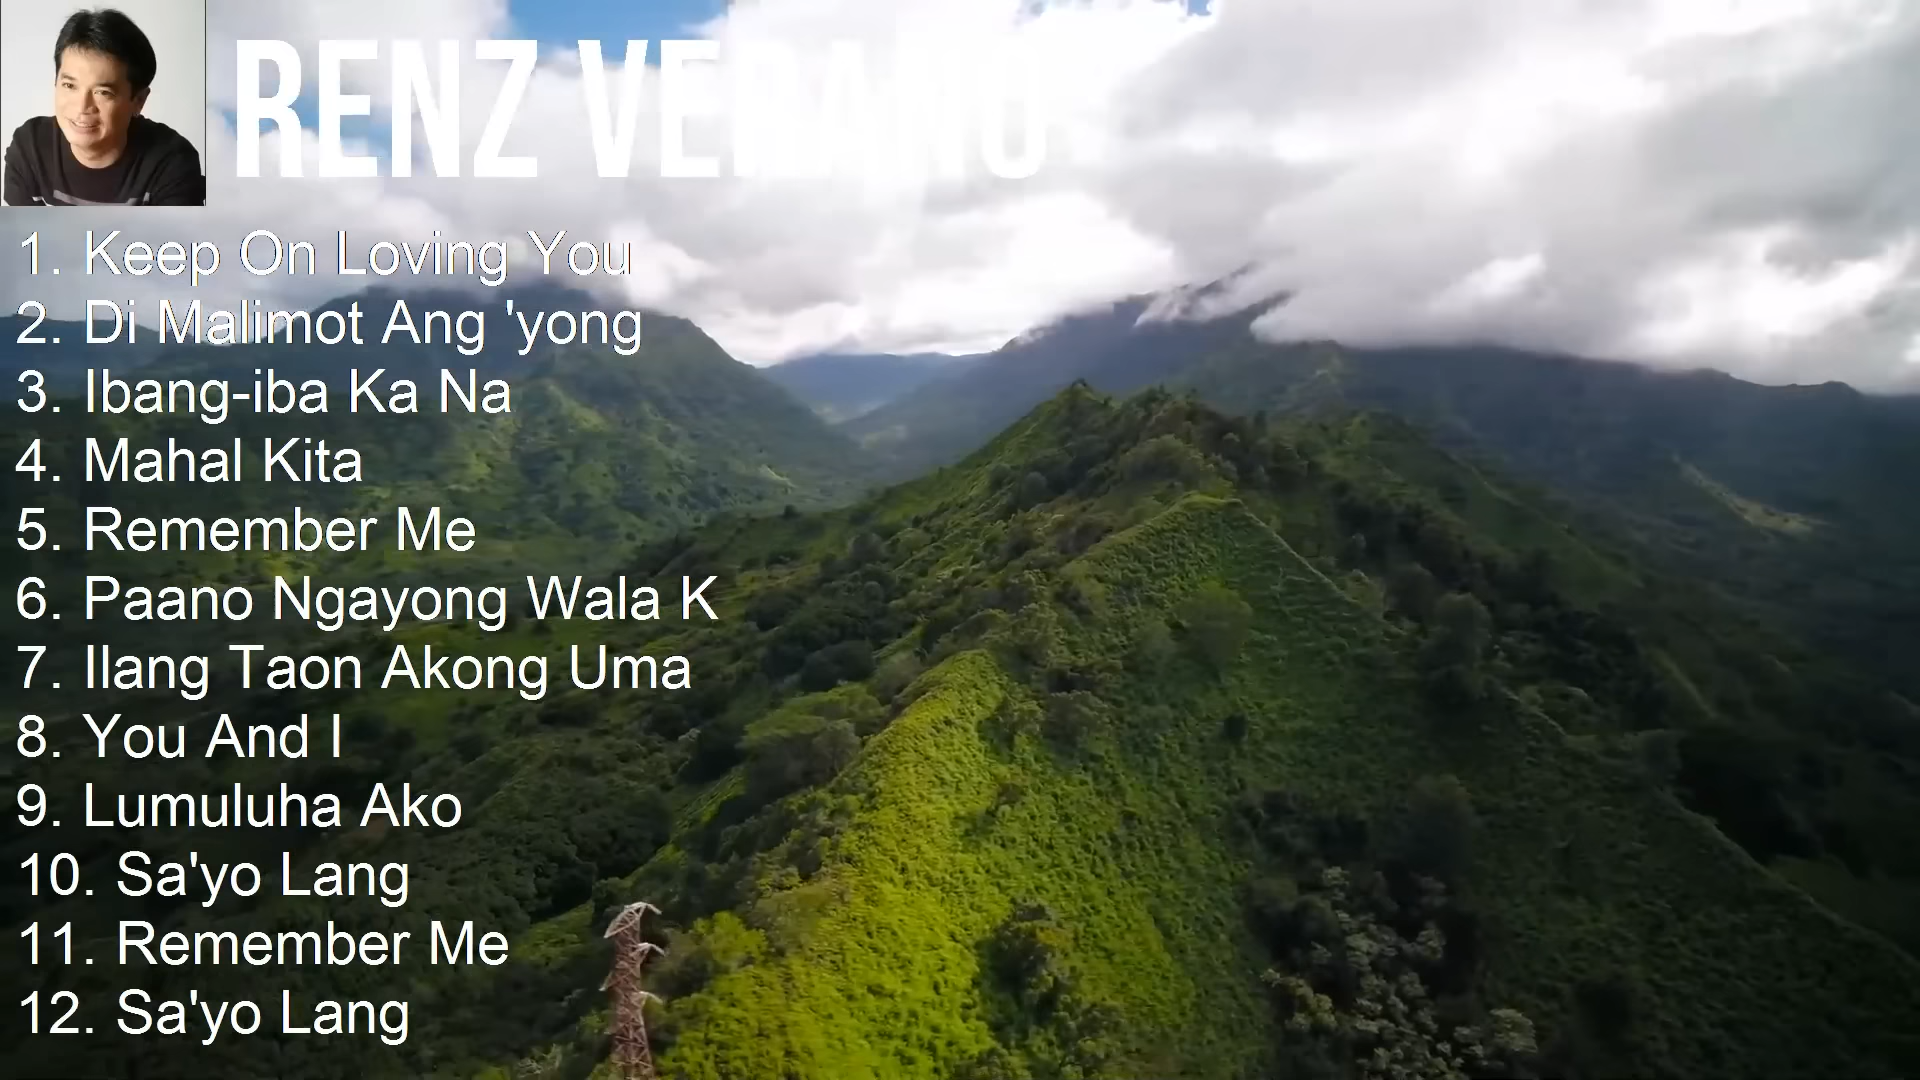 RENZ VERANO
1. Keep On Loving You
2. Di Malimot Ang 'yong
3. Ibang-iba Ka Na
4. Mahal Kita
5. Remember Me
6. Paano Ngayong Wala K
7. Ilang Taon Akong Uma
8. You And I
9. Lumuluha Ako
10. Sa'yo Lang
11. Remember Me
12. Sa'yo Lang